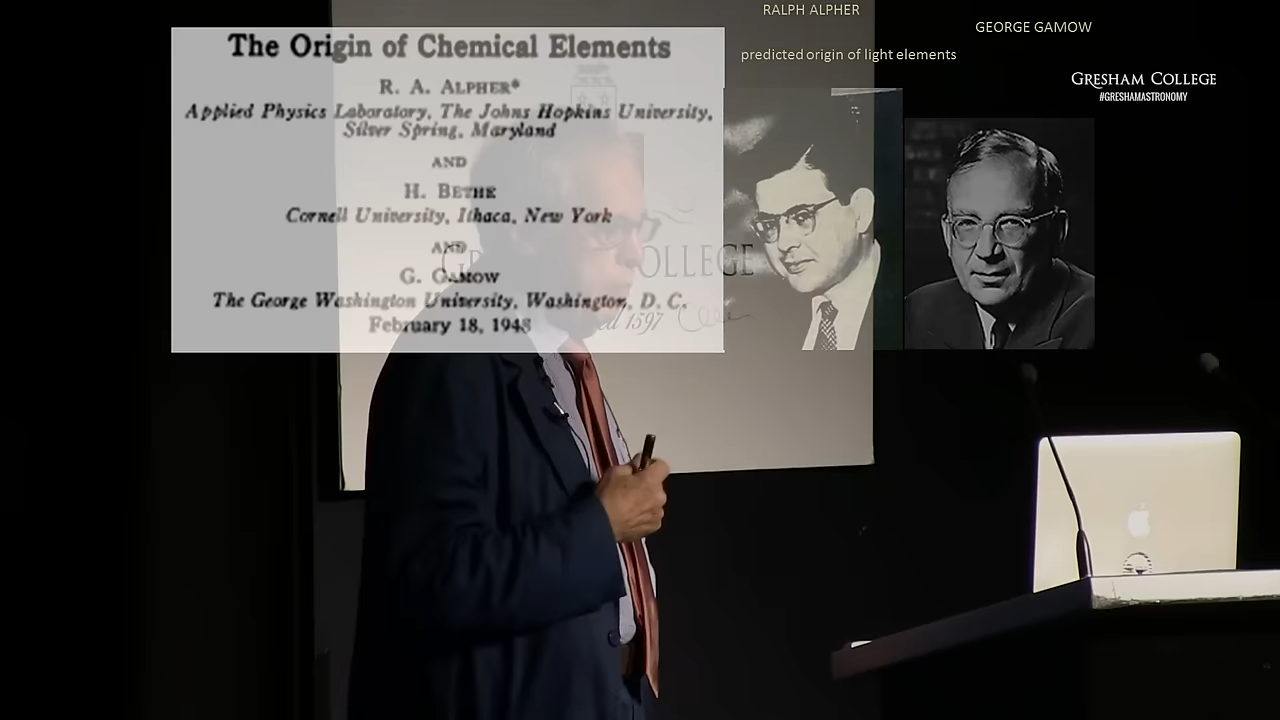 The Origin of Chemical Elements
R. A. ALPHER*
Applied Physics Laboratory, The Johns Hopkins University,
Silver Spring, Maryland
AND
H. BETHE
Cornell University, Ithaca, New York
AND
G. GAMOW
The George Washington University, Washington, D. C.
February 18, 1948
RALPH ALPHER
predicted origin of light elements
GEORGE GAMOW
GRESHAM COLLEGE
#GRESHAMASTRONOMY
OLLEGE
1597